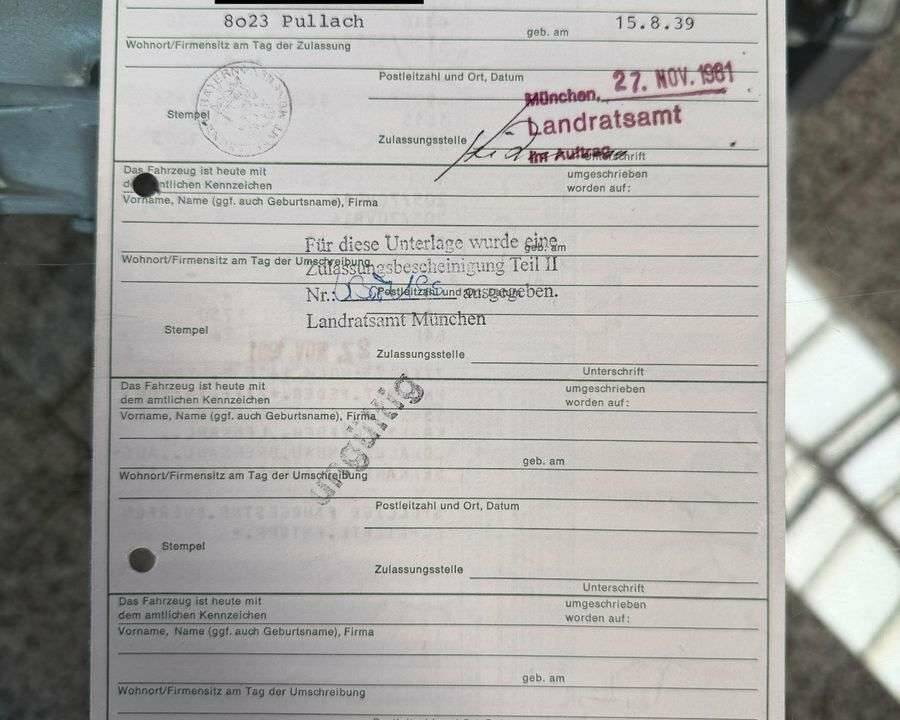 8o23 Pullach
geb. am 15.8.39
Wohnort/Firmensitz am Tag der Zulassung
Postleitzahl und Ort, Datum
München, 27. NOV. 1981
Landratsamt
Stempel
Zulassungsstelle
Im Auftrag
Unterschrift
Das Fahrzeug ist heute mit
dem amtlichen Kennzeichen
umgeschrieben
worden auf:
Vorname, Name (ggf. auch Geburtsname), Firma
Für diese Unterlage wurde eine
geb. am
Wohnort/Firmensitz am Tag der Umschreibung
Zulassungsbescheinigung Teil II
Nr.: ausgegeben.
Postleitzahl und Ort, Datum
Landratsamt München
Stempel
Zulassungsstelle
Unterschrift
Das Fahrzeug ist heute mit
dem amtlichen Kennzeichen
umgeschrieben
worden auf:
Vorname, Name (ggf. auch Geburtsname), Firma
ungültig
geb. am
Wohnort/Firmensitz am Tag der Umschreibung
Postleitzahl und Ort, Datum
Stempel
Zulassungsstelle
Unterschrift
Das Fahrzeug ist heute mit
dem amtlichen Kennzeichen
umgeschrieben
worden auf:
Vorname, Name (ggf. auch Geburtsname), Firma
geb. am
Wohnort/Firmensitz am Tag der Umschreibung